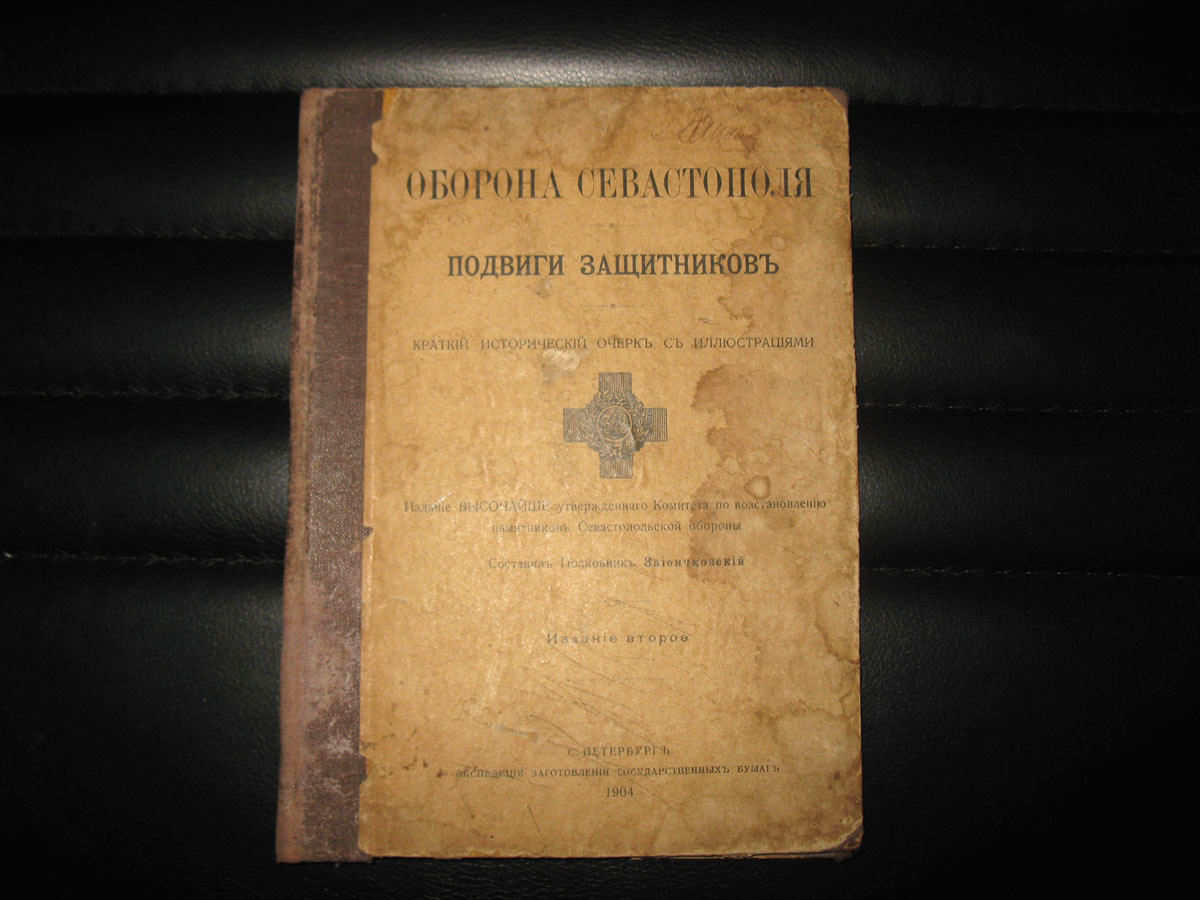 ОБОРОНА СЕВАСТОПОЛЯ
ПОДВИГИ ЗАЩИТНИКОВЪ
КРАТКІЙ ИСТОРИЧЕСКІЙ ОЧЕРКЪ СЪ ИЛЛЮСТРАЦІЯМИ
Изданіе ВЫСОЧАЙШЕ утвержденнаго Комитета по возстановленію
памятниковъ Севастопольской обороны
Составилъ Полковникъ Заіончковскій
Изданіе второе
С.-ПЕТЕРБУРГЪ
ЭКСПЕДИЦІЯ ЗАГОТОВЛЕНІЯ ГОСУДАРСТВЕННЫХЪ БУМАГЪ
1904